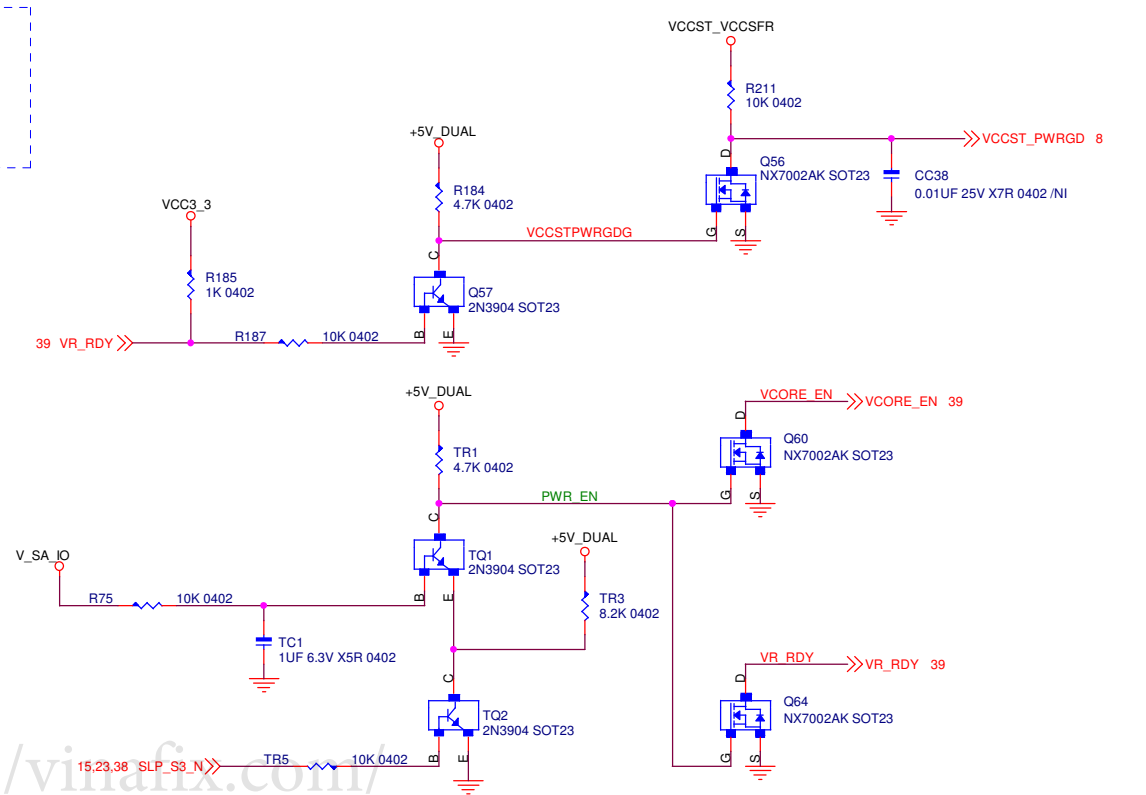 VCCST_VCCSFR
R211
10K 0402
VCCST_PWRGD 8
D
Q56
NX7002AK SOT23
G
S
CC38
0.01UF 25V X7R 0402 /NI
+5V_DUAL
R184
4.7K 0402
VCCSTPWRGDG
C
Q57
2N3904 SOT23
B
E
VCC3_3
R185
1K 0402
39 VR_RDY
R187
10K 0402
+5V_DUAL
TR1
4.7K 0402
PWR_EN
VCORE_EN
VCORE_EN 39
D
Q60
NX7002AK SOT23
G
S
C
TQ1
2N3904 SOT23
B
E
V_SA_IO
R75
10K 0402
TC1
1UF 6.3V X5R 0402
+5V_DUAL
TR3
8.2K 0402
VR_RDY
VR_RDY 39
D
Q64
NX7002AK SOT23
G
S
C
TQ2
2N3904 SOT23
B
E
15,23,38 SLP_S3_N
TR5
10K 0402
/vinafix.com/